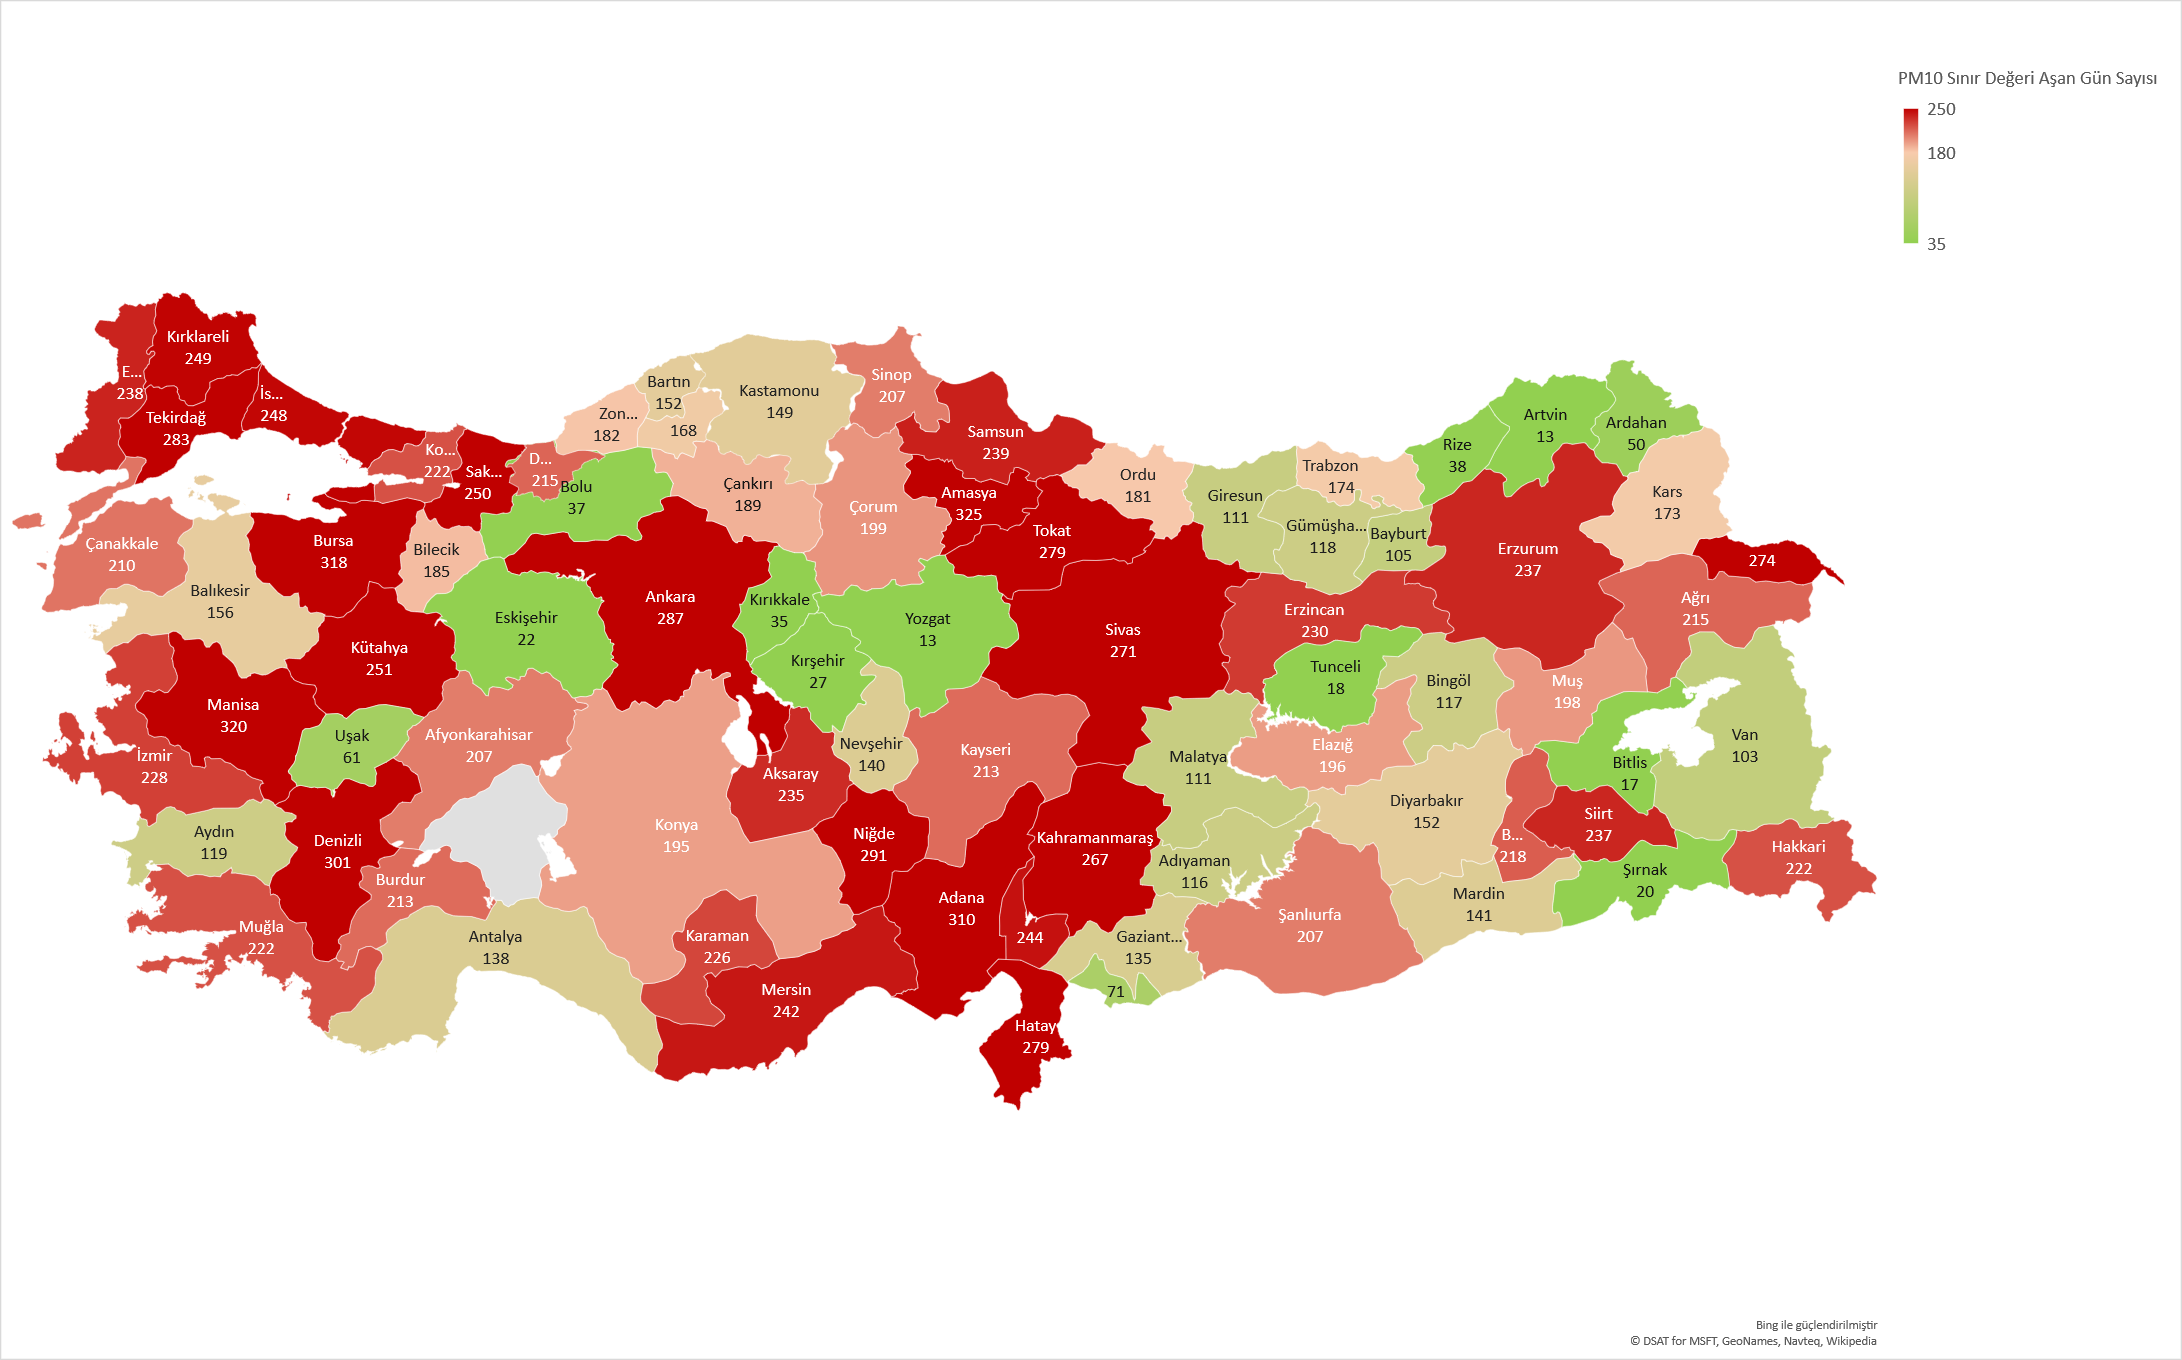 PM10 Sınır Değeri Aşan Gün Sayısı
250
180
35
Kırklareli
249
E...
238
İs...
248
Tekirdağ
283
Ko...
222
Sak...
250
D...
215
Zon...
182
Bartın
152
168
Kastamonu
149
Sinop
207
Samsun
239
Bolu
37
Çankırı
189
Çorum
199
Amasya
325
Tokat
279
Ordu
181
Giresun
111
Trabzon
174
Gümüşha...
118
Bayburt
105
Rize
38
Artvin
13
Ardahan
50
Kars
173
274
Erzurum
237
Ağrı
215
Çanakkale
210
Balıkesir
156
Bursa
318
Bilecik
185
Kütahya
251
Eskişehir
22
Ankara
287
Kırıkkale
35
Kırşehir
27
Yozgat
13
Sivas
271
Erzincan
230
Tunceli
18
Bingöl
117
Muş
198
Manisa
320
İzmir
228
Uşak
61
Afyonkarahisar
207
Konya
195
Aksaray
235
Nevşehir
140
Kayseri
213
Malatya
111
Elazığ
196
Diyarbakır
152
Bitlis
17
Van
103
Siirt
237
B...
218
Şırnak
20
Hakkari
222
Aydın
119
Denizli
301
Burdur
213
Muğla
222
Antalya
138
Karaman
226
Mersin
242
Niğde
291
Adana
310
Kahramanmaraş
267
244
Hatay
279
Adıyaman
116
Gaziant...
135
71
Şanlıurfa
207
Mardin
141
Bing ile güçlendirilmiştir
© DSAT for MSFT, GeoNames, Navteq, Wikipedia